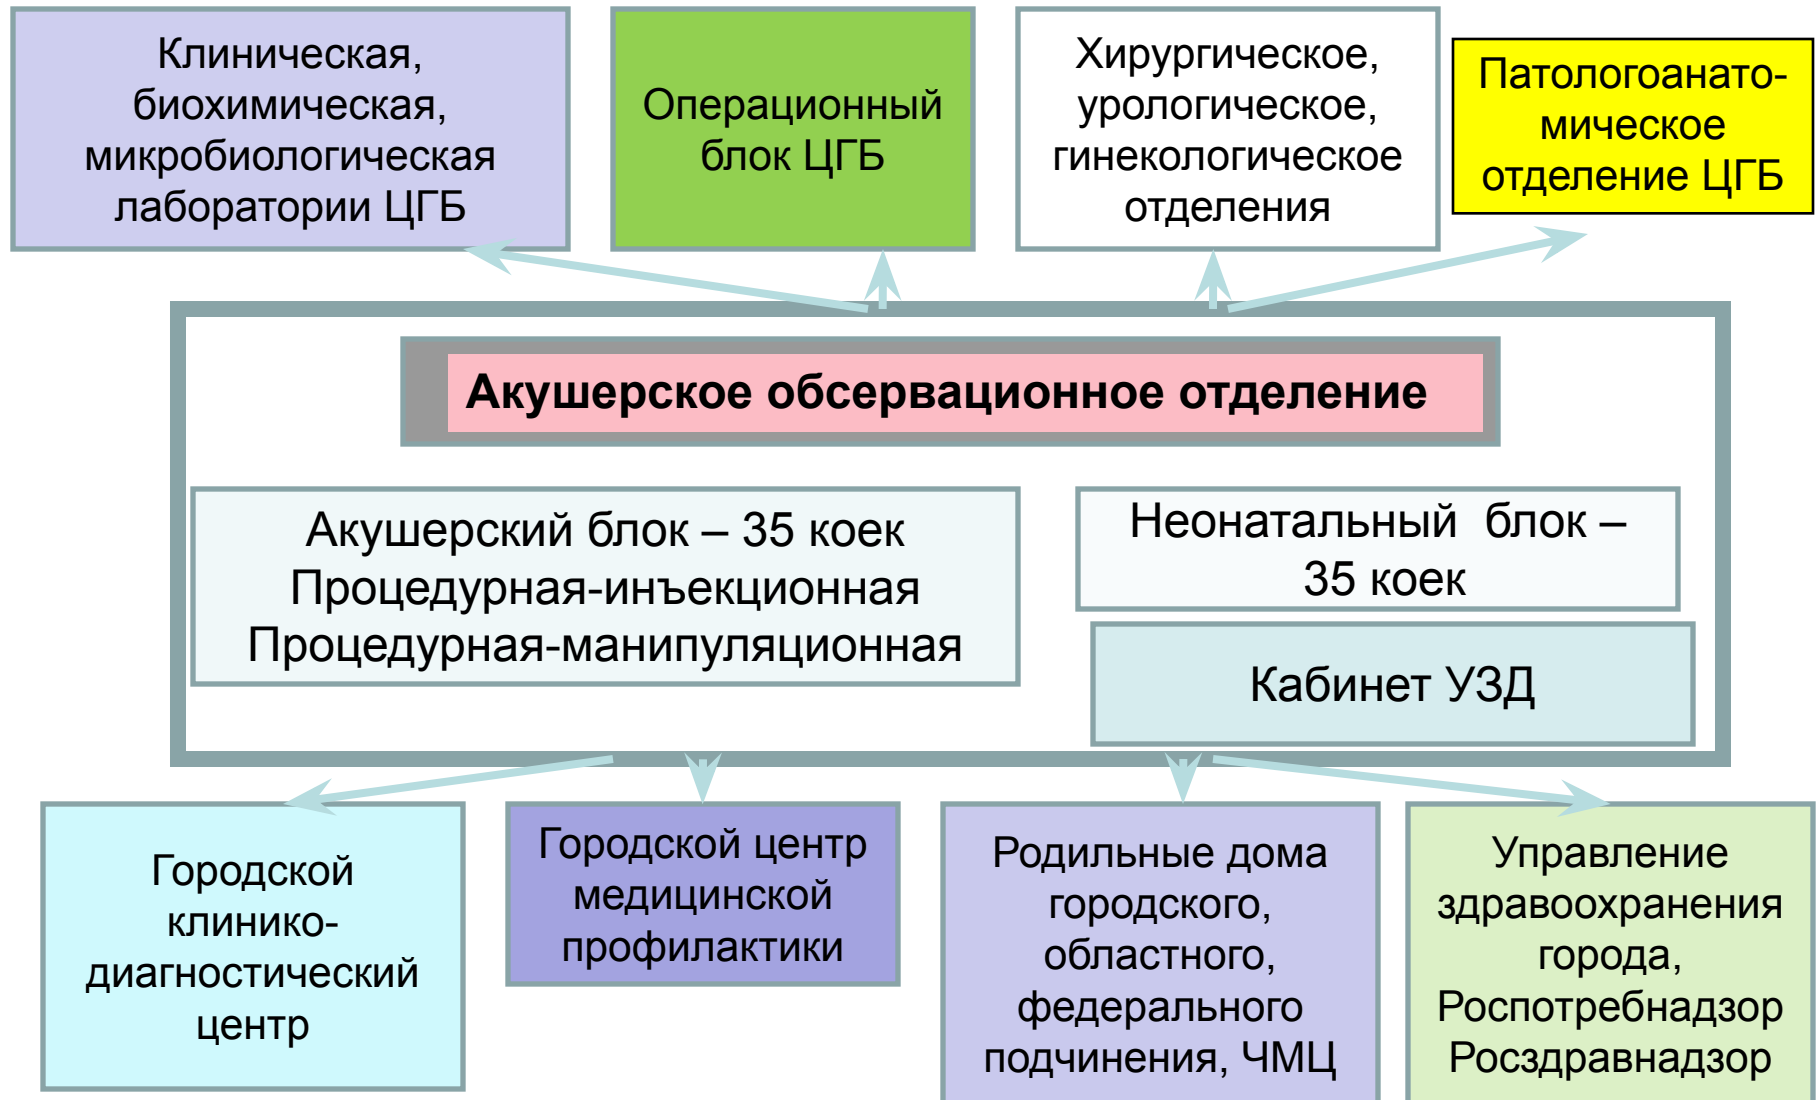 Клиническая,
биохимическая,
микробиологическая
лаборатории ЦГБ
Операционный
блок ЦГБ
Хирургическое,
урологическое,
гинекологическое
отделения
Патологоанато-
мическое
отделение ЦГБ
Акушерское обсервационное отделение
Акушерский блок – 35 коек
Процедурная-инъекционная
Процедурная-манипуляционная
Неонатальный блок –
35 коек
Кабинет УЗД
Городской
клинико-
диагностический
центр
Городской центр
медицинской
профилактики
Родильные дома
городского,
областного,
федерального
подчинения, ЧМЦ
Управление
здравоохранения
города,
Роспотребнадзор
Росздравнадзор